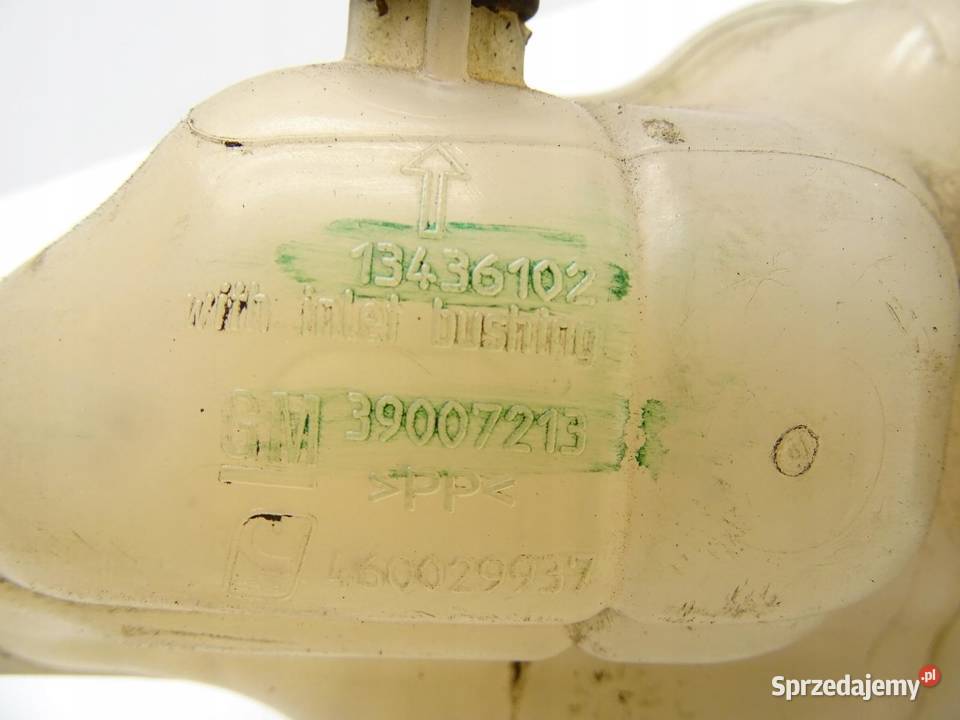 13436102
with inlet bushing
GM 39007213
>PP<
460029937
Sprzedajemy.pl